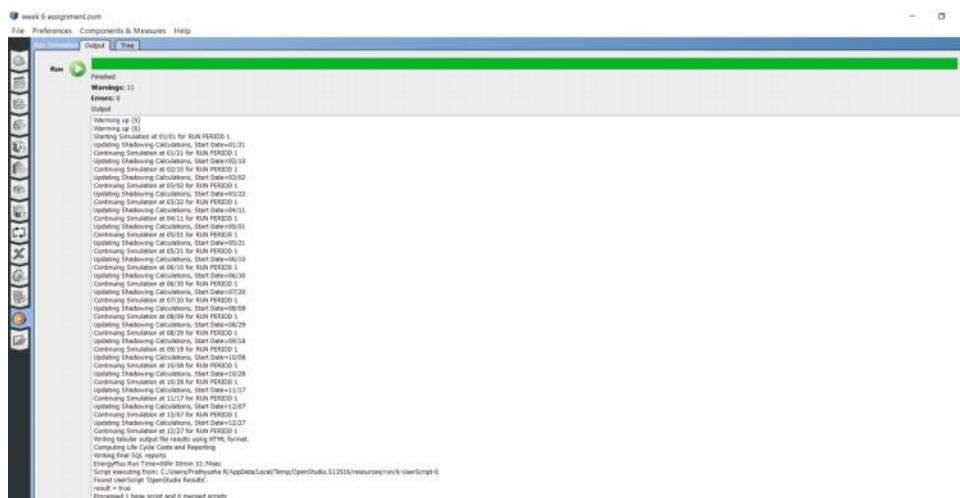 week 6 assignment.osm
File Preferences Components & Measures Help
Run Simulation Output Tree
Run
Finished
Warnings: 11
Errors: 0
Output
Warming up {5}
Warming up {6}
Starting Simulation at 01/01 for RUN PERIOD 1
Updating Shadowing Calculations, Start Date=01/21
Continuing Simulation at 01/21 for RUN PERIOD 1
Updating Shadowing Calculations, Start Date=02/10
Continuing Simulation at 02/10 for RUN PERIOD 1
Updating Shadowing Calculations, Start Date=03/02
Continuing Simulation at 03/02 for RUN PERIOD 1
Updating Shadowing Calculations, Start Date=03/22
Continuing Simulation at 03/22 for RUN PERIOD 1
Updating Shadowing Calculations, Start Date=04/11
Continuing Simulation at 04/11 for RUN PERIOD 1
Updating Shadowing Calculations, Start Date=05/01
Continuing Simulation at 05/01 for RUN PERIOD 1
Updating Shadowing Calculations, Start Date=05/21
Continuing Simulation at 05/21 for RUN PERIOD 1
Updating Shadowing Calculations, Start Date=06/10
Continuing Simulation at 06/10 for RUN PERIOD 1
Updating Shadowing Calculations, Start Date=06/30
Continuing Simulation at 06/30 for RUN PERIOD 1
Updating Shadowing Calculations, Start Date=07/20
Continuing Simulation at 07/20 for RUN PERIOD 1
Updating Shadowing Calculations, Start Date=08/09
Continuing Simulation at 08/09 for RUN PERIOD 1
Updating Shadowing Calculations, Start Date=08/29
Continuing Simulation at 08/29 for RUN PERIOD 1
Updating Shadowing Calculations, Start Date=09/18
Continuing Simulation at 09/18 for RUN PERIOD 1
Updating Shadowing Calculations, Start Date=10/08
Continuing Simulation at 10/08 for RUN PERIOD 1
Updating Shadowing Calculations, Start Date=10/28
Continuing Simulation at 10/28 for RUN PERIOD 1
Updating Shadowing Calculations, Start Date=11/17
Continuing Simulation at 11/17 for RUN PERIOD 1
Updating Shadowing Calculations, Start Date=12/07
Continuing Simulation at 12/07 for RUN PERIOD 1
Updating Shadowing Calculations, Start Date=12/27
Continuing Simulation at 12/27 for RUN PERIOD 1
Writing tabular output file results using HTML format.
Computing Life Cycle Costs and Reporting
Writing final SQL reports
EnergyPlus Run Time=00hr 00min 33.74sec
Script executing from: C:/Users/Prathyusha R/AppData/Local/Temp/OpenStudio.S13516/resources/run/6-UserScript-0
Found UserScript 'OpenStudio Results'.
result = true
Processed 1 base script and 0 merged scripts